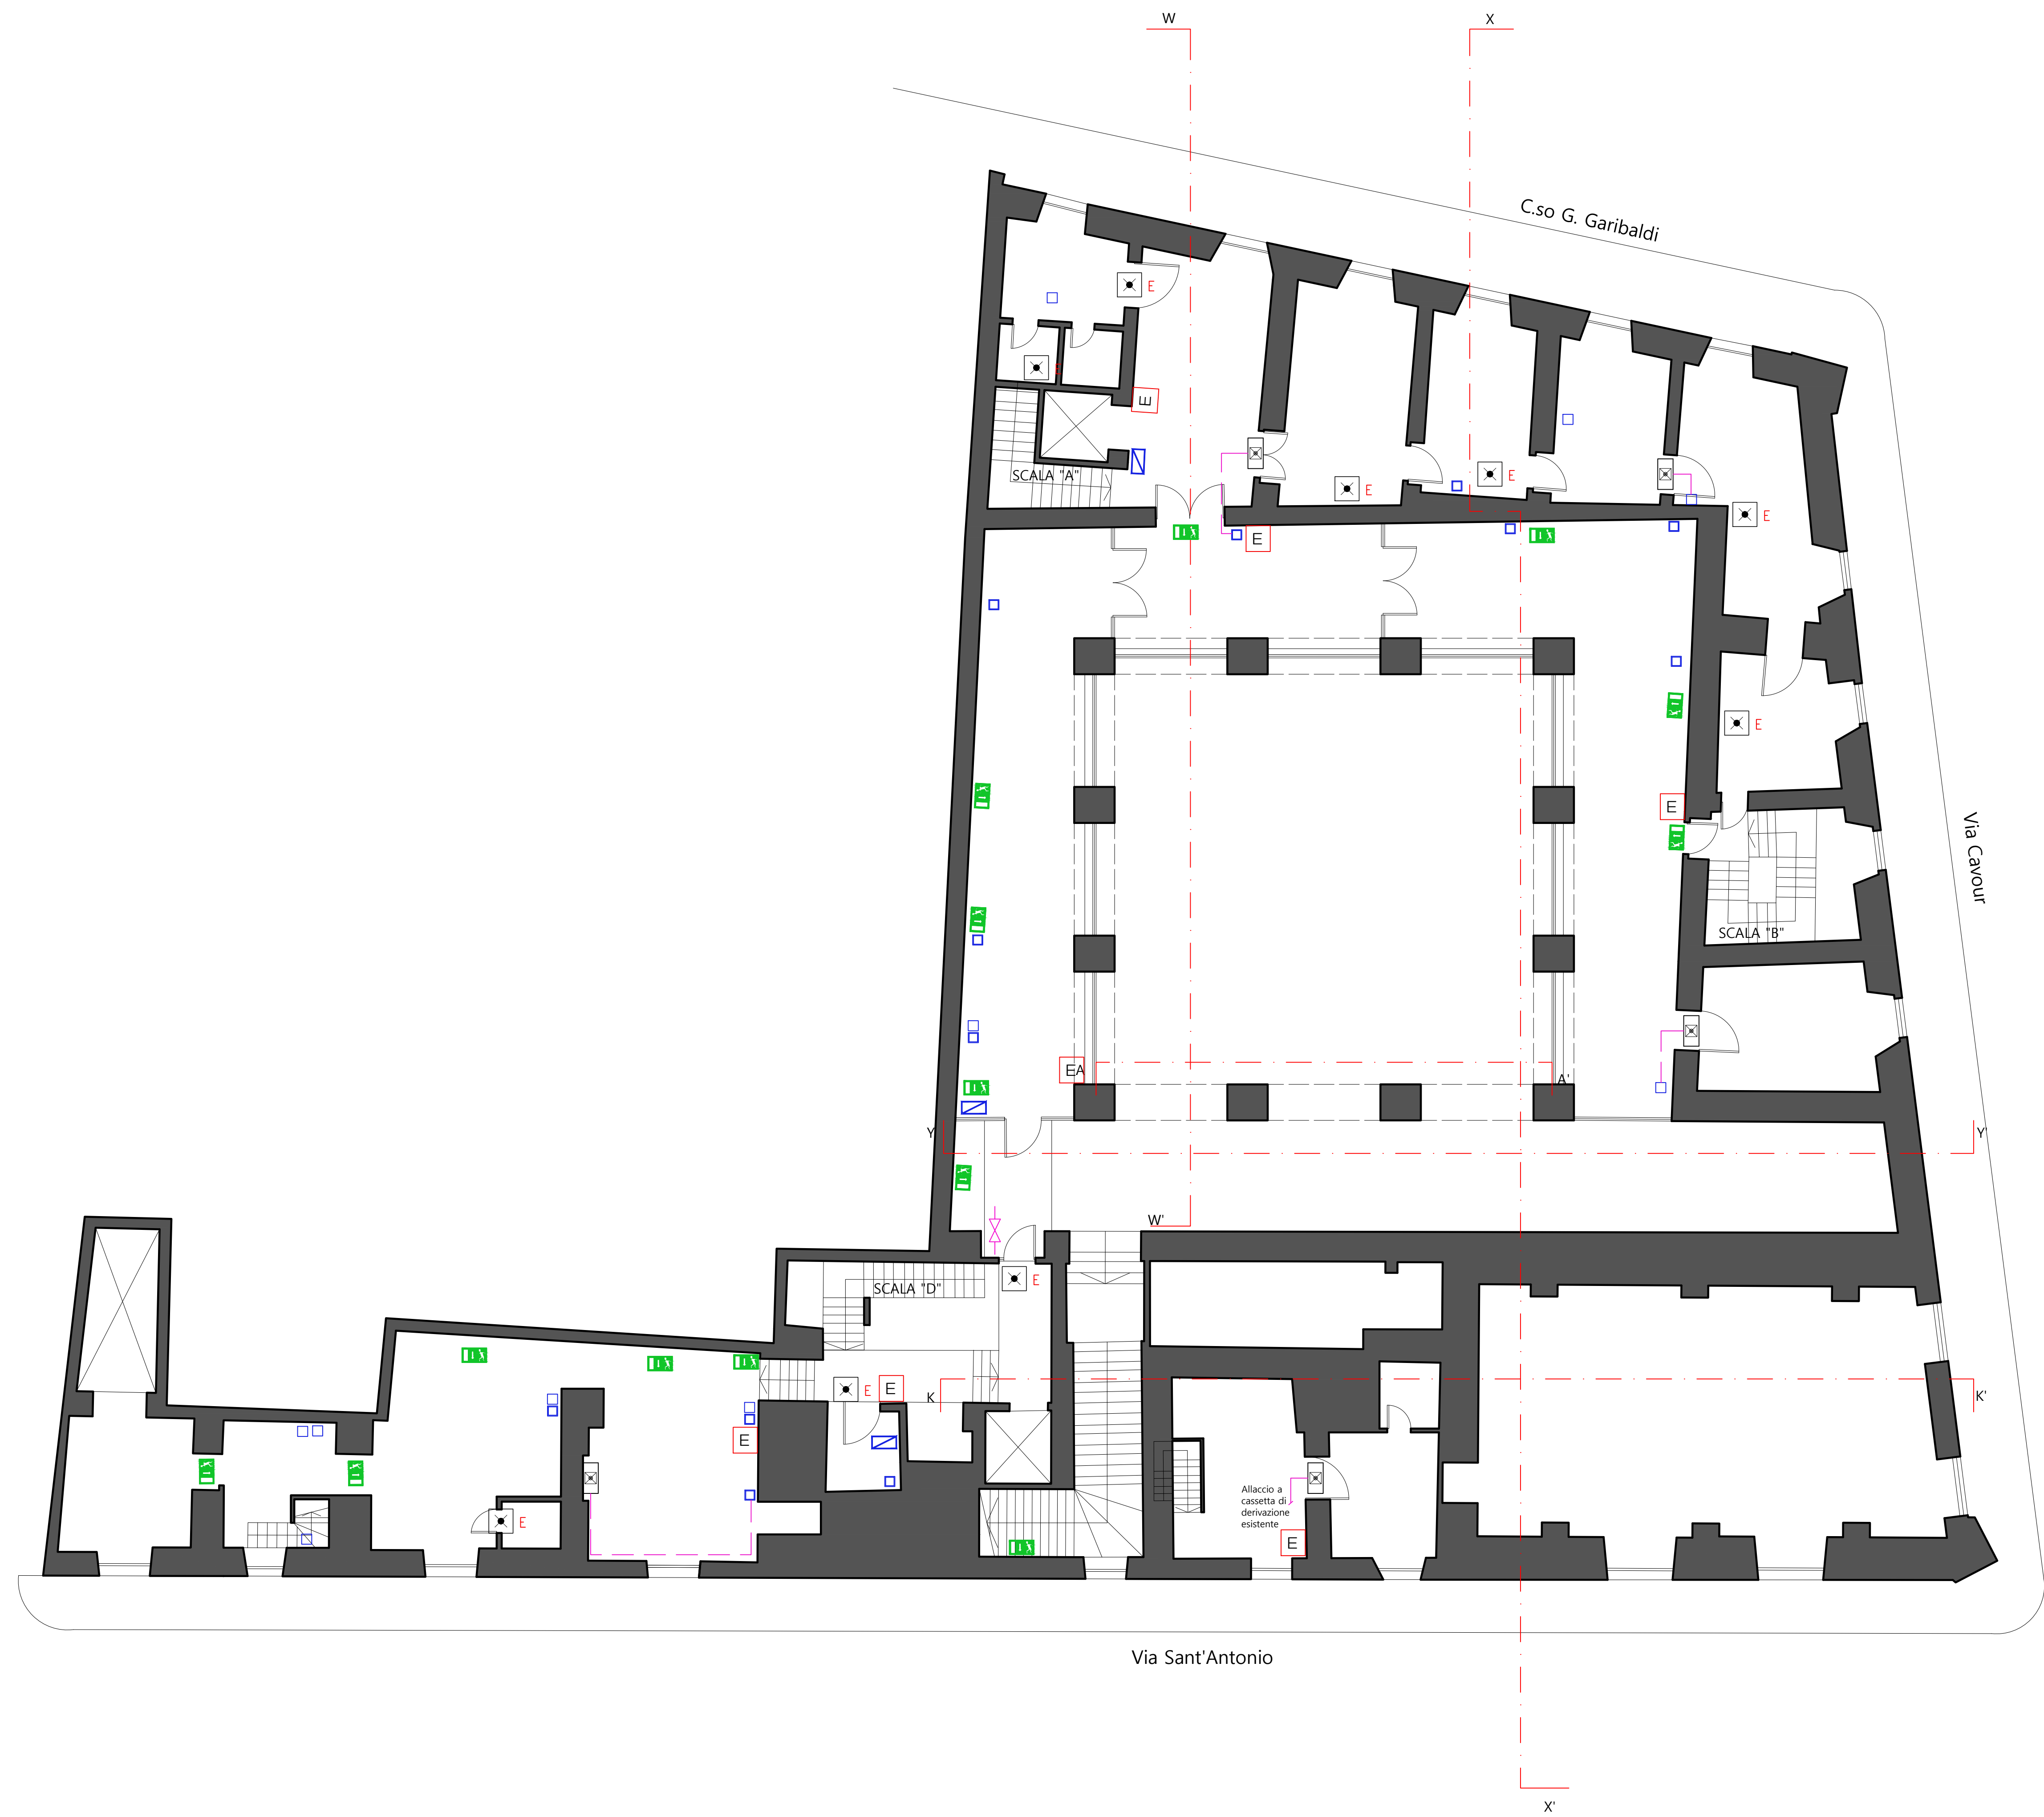 W
X
C.so G. Garibaldi
E
E
E
SCALA "A"
E
E
E
E
E
E
Via Cavour
SCALA "B"
EA
A'
Y
Y'
W'
E
SCALA "D"
E
E
K
K'
E
E
Allaccio a
cassetta di
derivazione
esistente
E
Via Sant'Antonio
X'